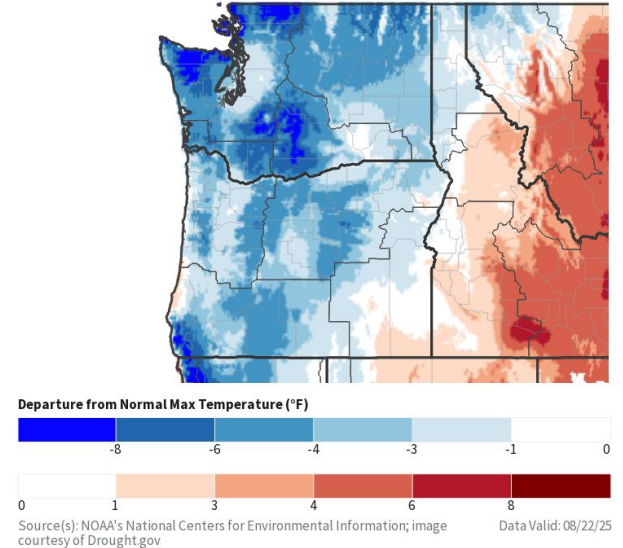 Departure from Normal Max Temperature (°F)
-8 -6 -4 -3 -1 0
0 1 3 4 6 8
Source(s): NOAA's National Centers for Environmental Information; image Data Valid: 08/22/25
courtesy of Drought.gov